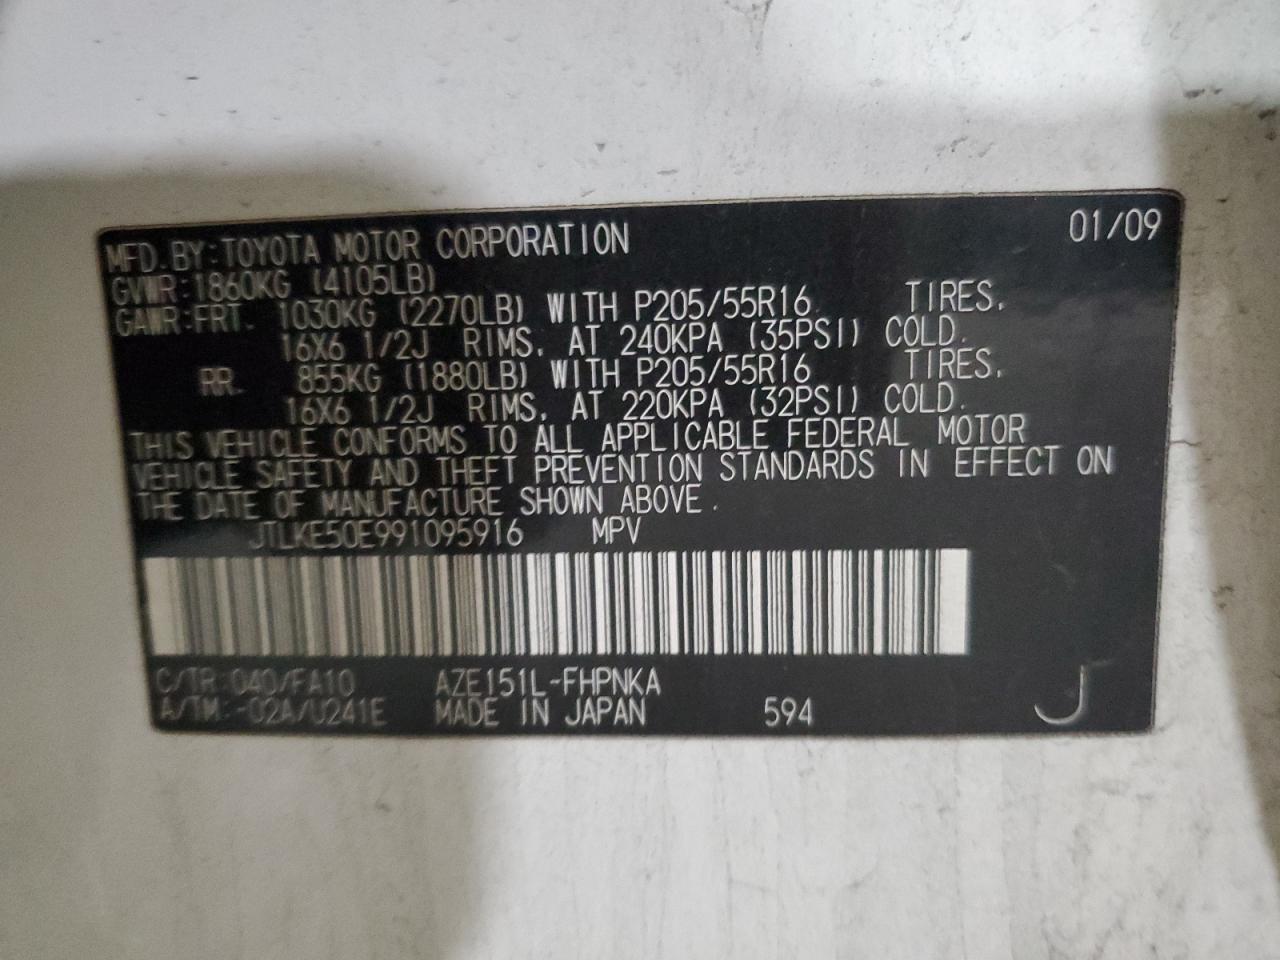 MFD. BY: TOYOTA MOTOR CORPORATION 01/09
GVWR: 1860KG (4105LB)
GAWR: FRT. 1030KG (2270LB) WITH P205/55R16 TIRES.
16X6 1/2J RIMS. AT 240KPA (35PSI) COLD.
RR. 855KG (1880LB) WITH P205/55R16 TIRES.
16X6 1/2J RIMS. AT 220KPA (32PSI) COLD.
THIS VEHICLE CONFORMS TO ALL APPLICABLE FEDERAL MOTOR
VEHICLE SAFETY AND THEFT PREVENTION STANDARDS IN EFFECT ON
THE DATE OF MANUFACTURE SHOWN ABOVE.
JTLKE50E991095916 MPV
C/TR: 040/FA10 AZE151L-FHPNKA
A/TM: -02A/U241E MADE IN JAPAN 594 J